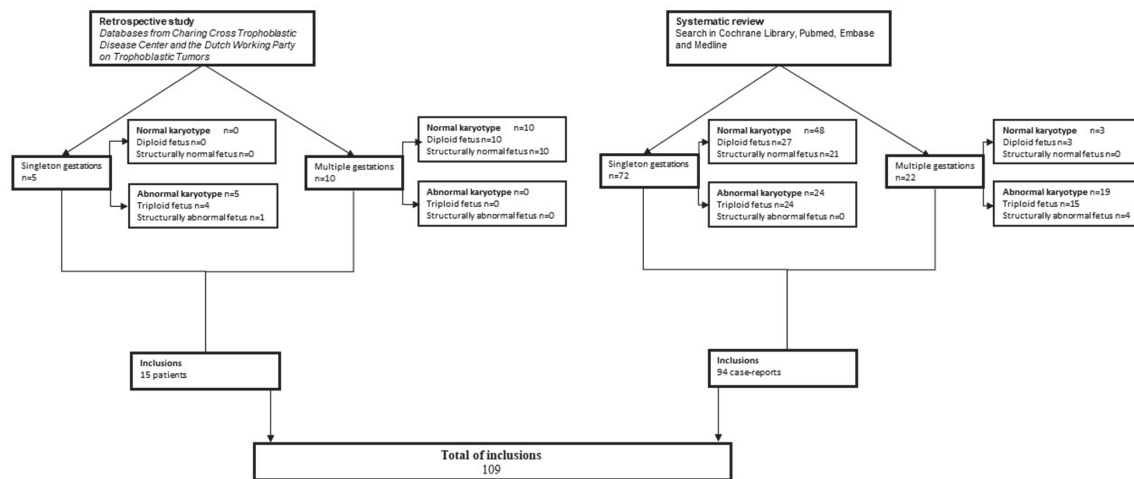 Retrospective study
Databases from Charing Cross Trophoblastic
Disease Center and the Dutch Working Party
on Trophoblastic Tumors
Normal karyotype n=0
Diploid fetus n=0
Structurally normal fetus n=0
Singleton gestations
n=5
Abnormal karyotype n=5
Triploid fetus n=4
Structurally abnormal fetus n=1
Normal karyotype n=10
Diploid fetus n=10
Structurally normal fetus n=10
Multiple gestations
n=10
Abnormal karyotype n=0
Triploid fetus n=0
Structurally abnormal fetus n=0
Inclusions
15 patients
Systematic review
Search in Cochrane Library, Pubmed, Embase
and Medline
Normal karyotype n=48
Diploid fetus n=27
Structurally normal fetus n=21
Singleton gestations
n=72
Abnormal karyotype n=24
Triploid fetus n=24
Structurally abnormal fetus n=0
Normal karyotype n=3
Diploid fetus n=3
Structurally normal fetus n=0
Multiple gestations
n=22
Abnormal karyotype n=19
Triploid fetus n=15
Structurally abnormal fetus n=4
Inclusions
94 case-reports
Total of inclusions
109